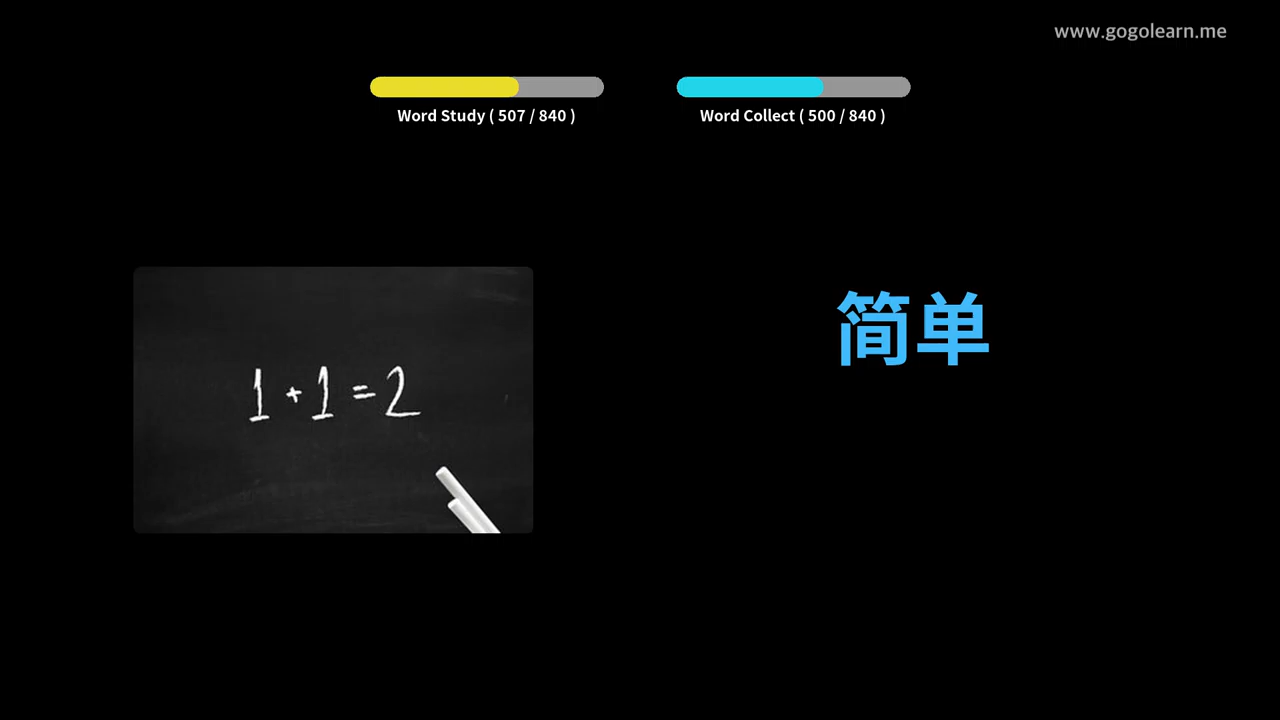 www.gogolearn.me
Word Study ( 507 / 840 )
Word Collect ( 500 / 840 )
简单
1 + 1 = 2